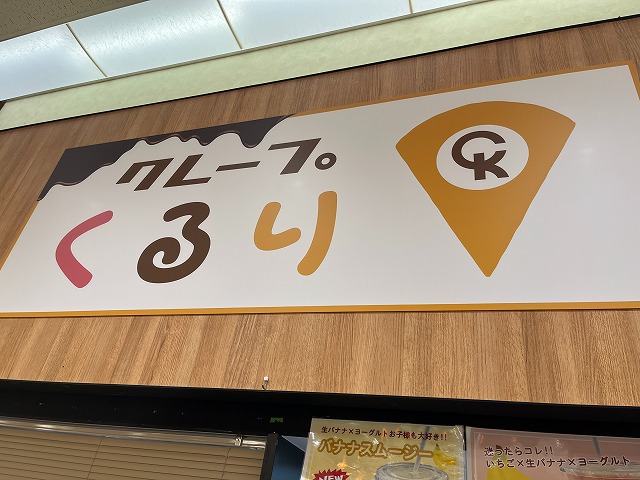 クレープ
くるり
CK
生バナナ×ヨーグルトお子様も大好き!!
バナナスムージー
NEW
迷うたらコレ!!
いちご×生バナナ×ヨーグルト